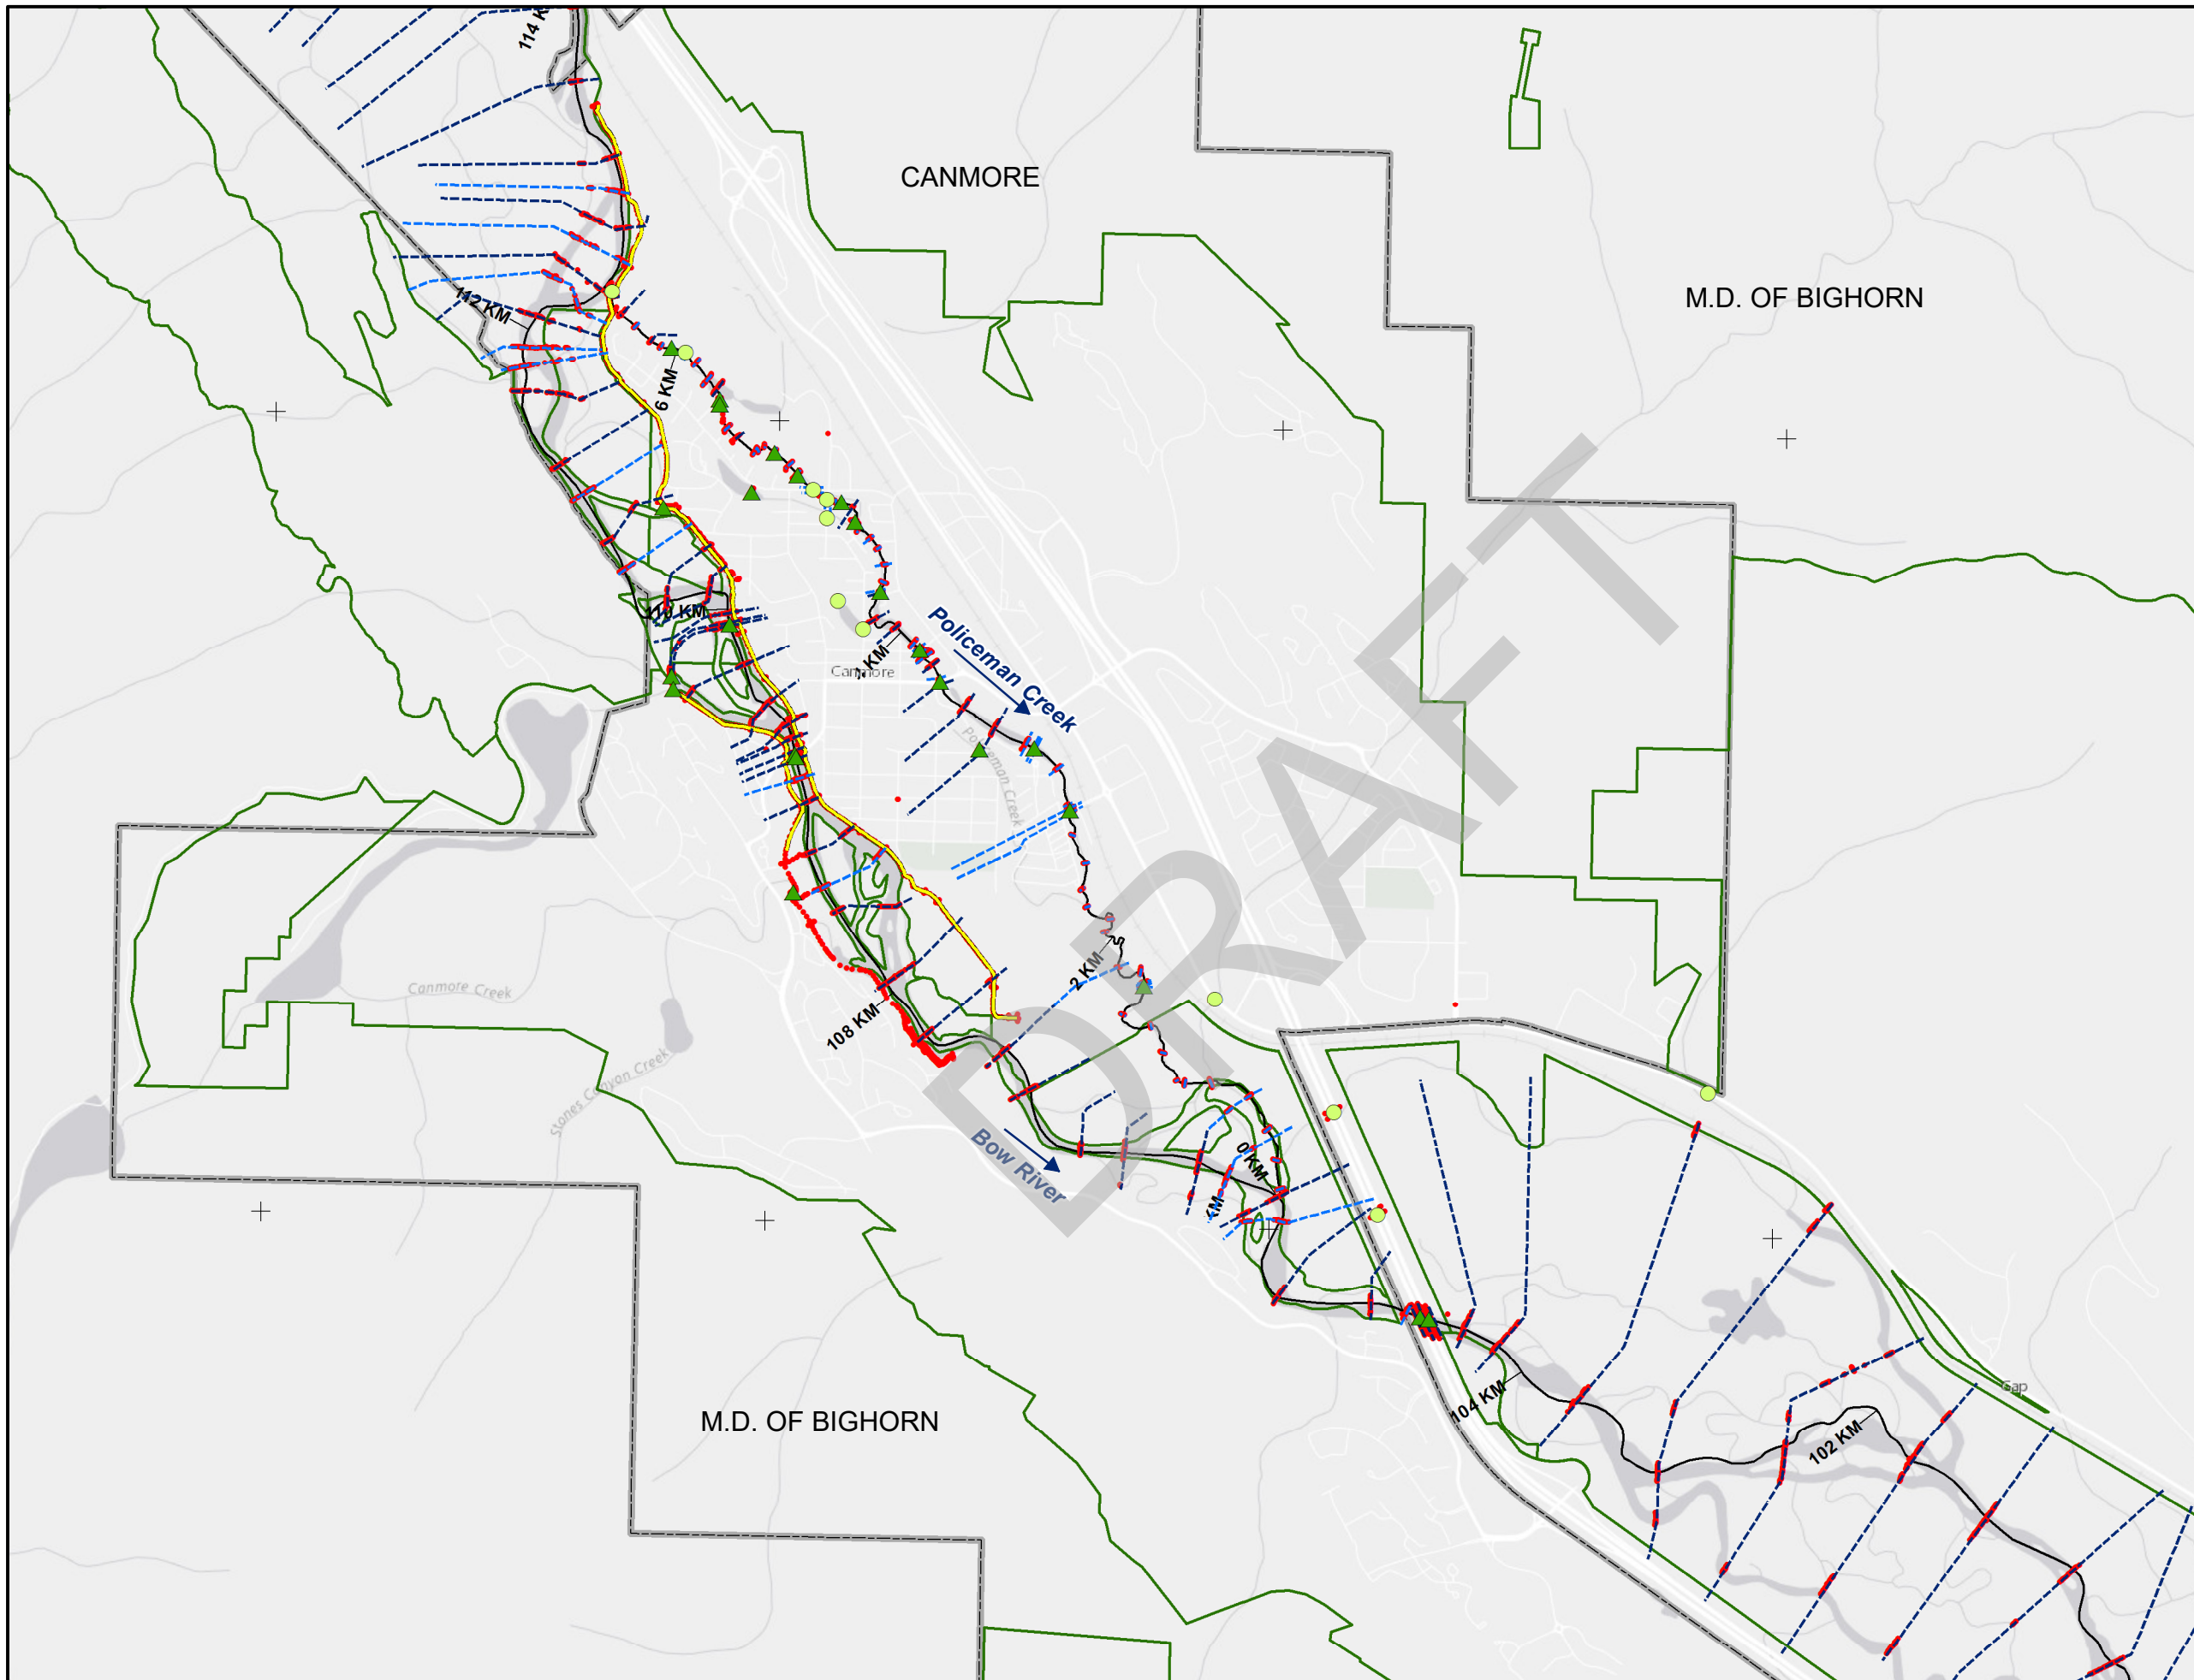 114 K
CANMORE
M.D. OF BIGHORN
112 KM
6 KM
110 KM
Policeman Creek
KM
Canmore
Policeman Creek
2 KM
Canmore Creek
108 KM
Stones Canyon Creek
Bow River
0 KM
KM
DRAFT
104 KM
Gap
102 KM
M.D. OF BIGHORN